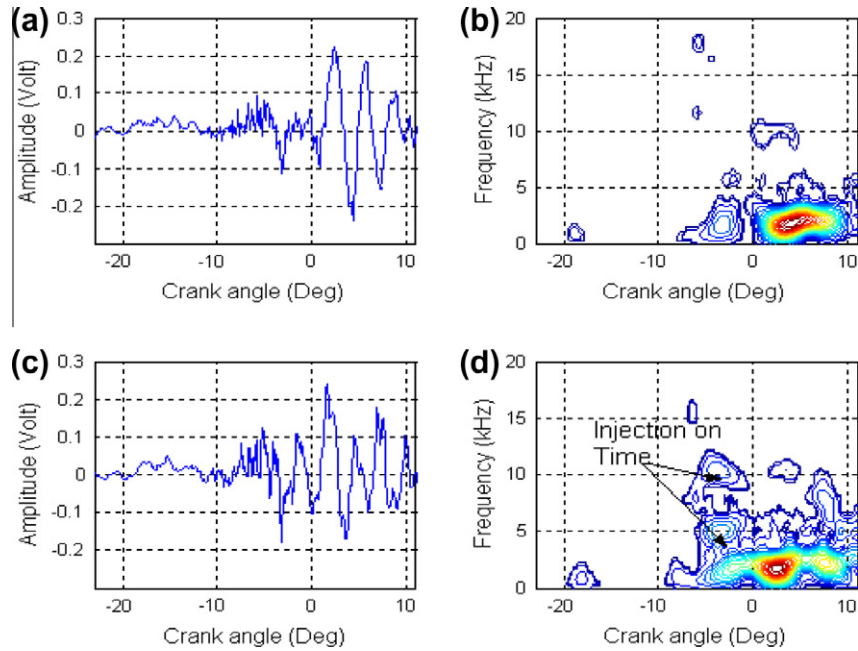 (a)
0.3
0.2
0.1
0
-0.1
-0.2
Amplitude (Volt)
-20
-10
0
10
Crank angle (Deg)
(b)
20
15
10
5
0
Frequency (kHz)
-20
-10
0
10
Crank angle (Deg)
(c)
0.3
0.2
0.1
0
-0.1
-0.2
Amplitude (Volt)
-20
-10
0
10
Crank angle (Deg)
(d)
20
15
10
5
0
Frequency (kHz)
Injection on
Time
-20
-10
0
10
Crank angle (Deg)